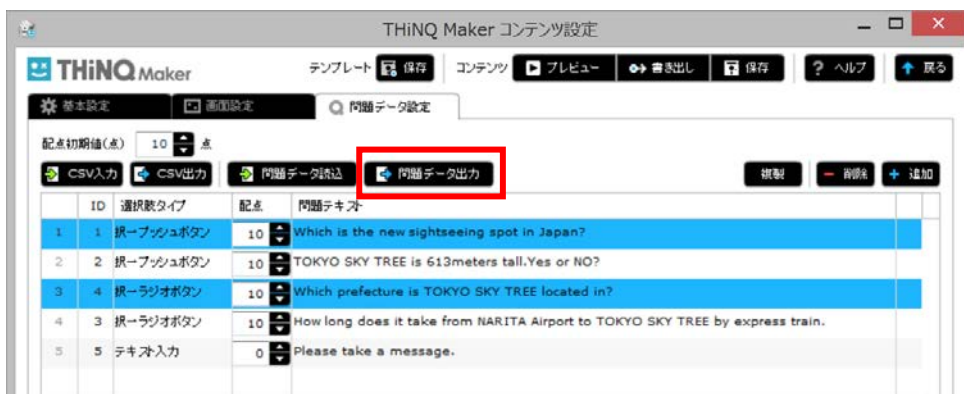 THiNQ Maker コンテンツ設定
THiNQ Maker テンプレート 保存 コンテンツ プレビュー 書き出し 保存 ? ヘルプ 戻る
基本設定 画面設定 問題データ設定
配点初期値(点) 10 点
CSV入力 CSV出力 問題データ読込 問題データ出力 複製 削除 追加
ID 選択肢タイプ 配点 問題テキスト
1 1 択一プッシュボタン 10 Which is the new sightseeing spot in Japan?
2 2 択一プッシュボタン 10 TOKYO SKY TREE is 613meters tall.Yes or NO?
3 4 択一ラジオボタン 10 Which prefecture is TOKYO SKY TREE located in?
4 3 択一ラジオボタン 10 How long does it take from NARITA Airport to TOKYO SKY TREE by express train.
5 5 テキスト入力 0 Please take a message.